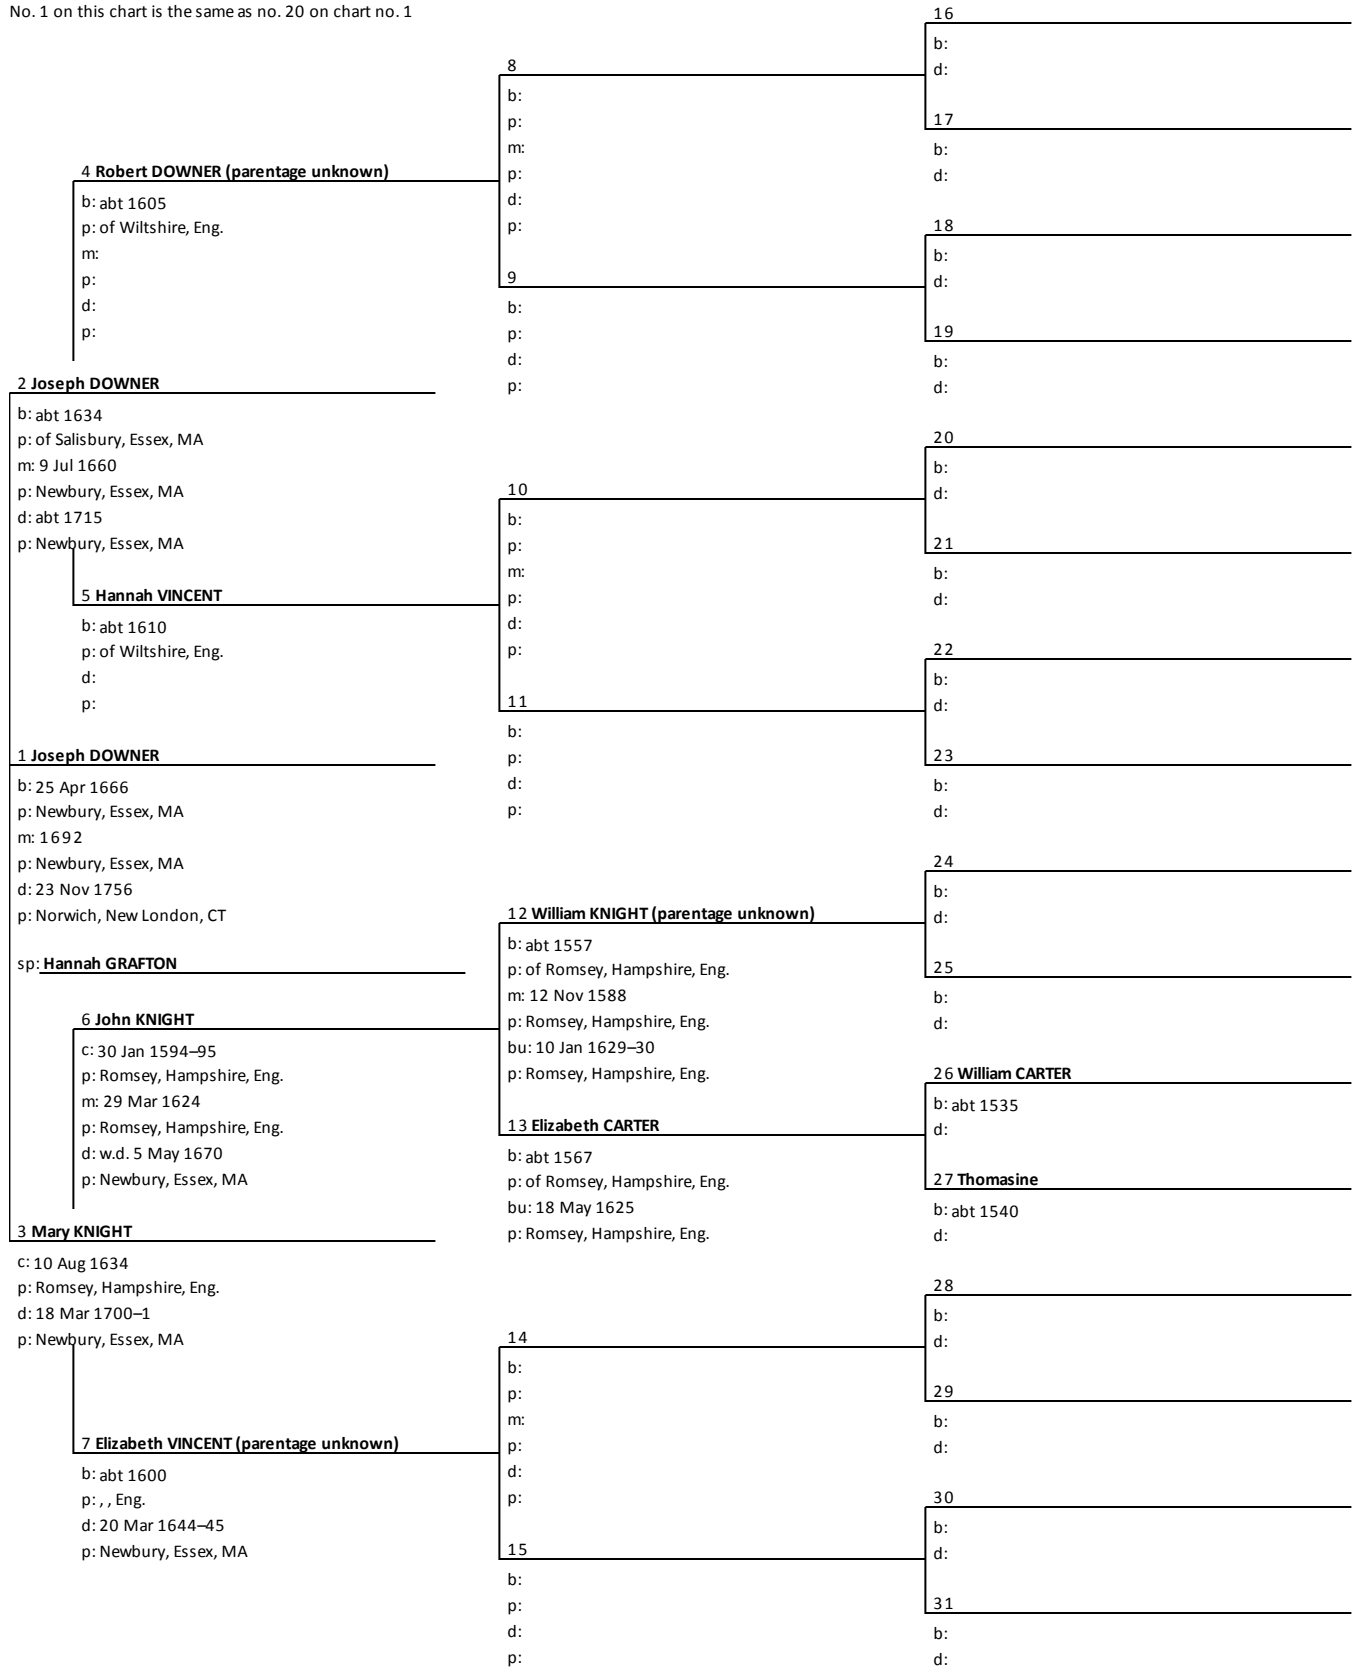 No. 1 on this chart is the same as no. 20 on chart no. 1
4 Robert DOWNER (parentage unknown)
b: abt 1605
p: of Wiltshire, Eng.
m:
p:
d:
p:
2 Joseph DOWNER
b: abt 1634
p: of Salisbury, Essex, MA
m: 9 Jul 1660
p: Newbury, Essex, MA
d: abt 1715
p: Newbury, Essex, MA
5 Hannah VINCENT
b: abt 1610
p: of Wiltshire, Eng.
d:
p:
1 Joseph DOWNER
b: 25 Apr 1666
p: Newbury, Essex, MA
m: 1692
p: Newbury, Essex, MA
d: 23 Nov 1756
p: Norwich, New London, CT
sp: Hannah GRAFTON
6 John KNIGHT
c: 30 Jan 1594–95
p: Romsey, Hampshire, Eng.
m: 29 Mar 1624
p: Romsey, Hampshire, Eng.
d: w.d. 5 May 1670
p: Newbury, Essex, MA
3 Mary KNIGHT
c: 10 Aug 1634
p: Romsey, Hampshire, Eng.
d: 18 Mar 1700–1
p: Newbury, Essex, MA
7 Elizabeth VINCENT (parentage unknown)
b: abt 1600
p: , , Eng.
d: 20 Mar 1644–45
p: Newbury, Essex, MA
8
b:
p:
m:
p:
d:
p:
9
b:
p:
d:
p:
10
b:
p:
m:
p:
d:
p:
11
b:
p:
d:
p:
12 William KNIGHT (parentage unknown)
b: abt 1557
p: of Romsey, Hampshire, Eng.
m: 12 Nov 1588
p: Romsey, Hampshire, Eng.
bu: 10 Jan 1629–30
p: Romsey, Hampshire, Eng.
13 Elizabeth CARTER
b: abt 1567
p: of Romsey, Hampshire, Eng.
bu: 18 May 1625
p: Romsey, Hampshire, Eng.
14
b:
p:
m:
p:
d:
p:
15
b:
p:
d:
p:
16
b:
d:
17
b:
d:
18
b:
d:
19
b:
d:
20
b:
d:
21
b:
d:
22
b:
d:
23
b:
d:
24
b:
d:
25
b:
d:
26 William CARTER
b: abt 1535
d:
27 Thomasine
b: abt 1540
d:
28
b:
d:
29
b:
d:
30
b:
d:
31
b:
d: